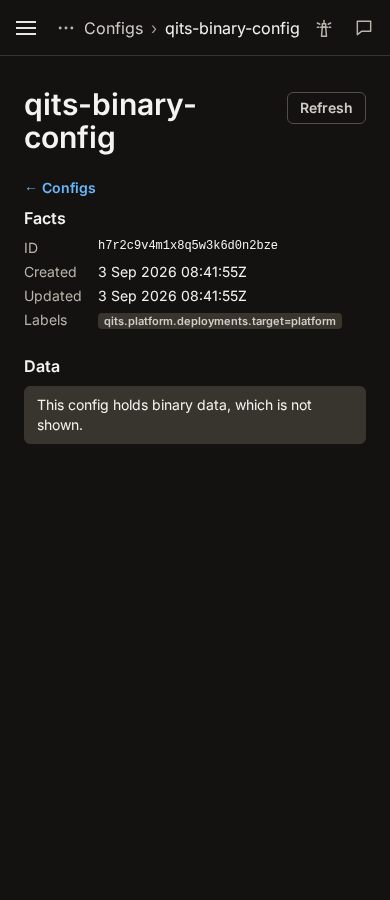 ... Configs › qits-binary-config
qits-binary-
config
Refresh
← Configs
Facts
ID h7r2c9v4m1x8q5w3k6d0n2bze
Created 3 Sep 2026 08:41:55Z
Updated 3 Sep 2026 08:41:55Z
Labels qits.platform.deployments.target=platform
Data
This config holds binary data, which is not
shown.